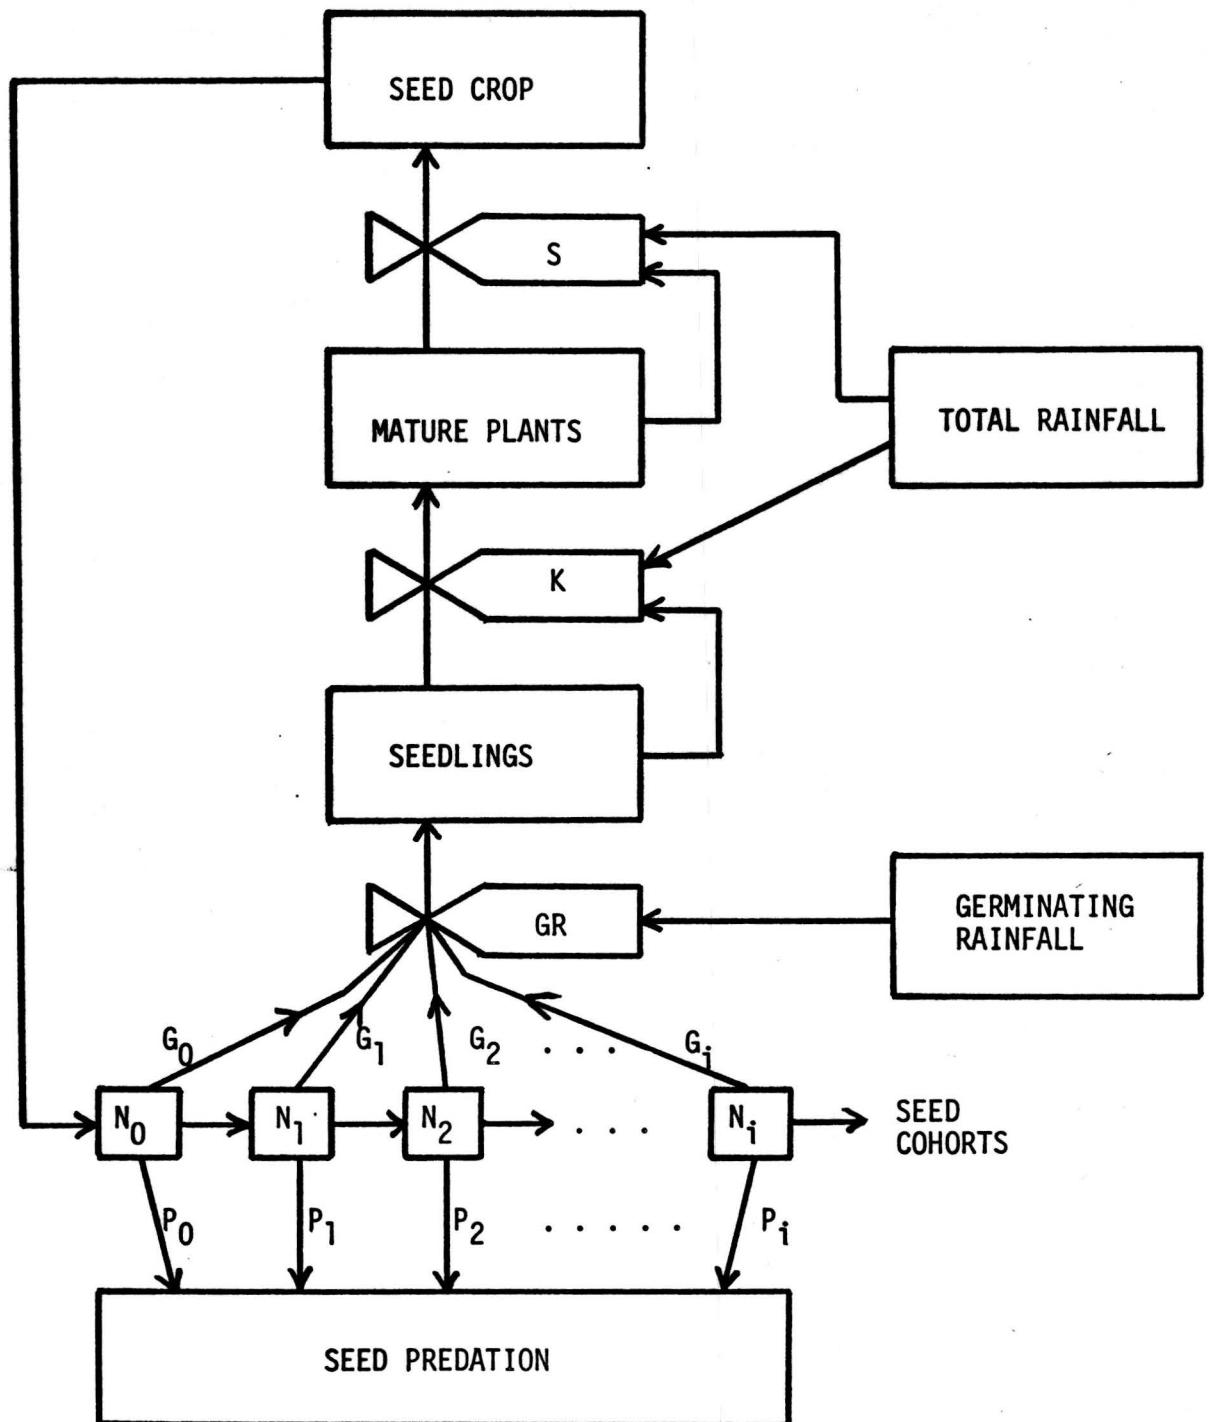 SEED CROP
S
MATURE PLANTS
TOTAL RAINFALL
K
SEEDLINGS
GERMINATING
RAINFALL
GR
G0 G1 G2 . . . Gi
N0 N1 N2 . . . Ni
SEED
COHORTS
P0 P1 P2 . . . . . Pi
SEED PREDATION